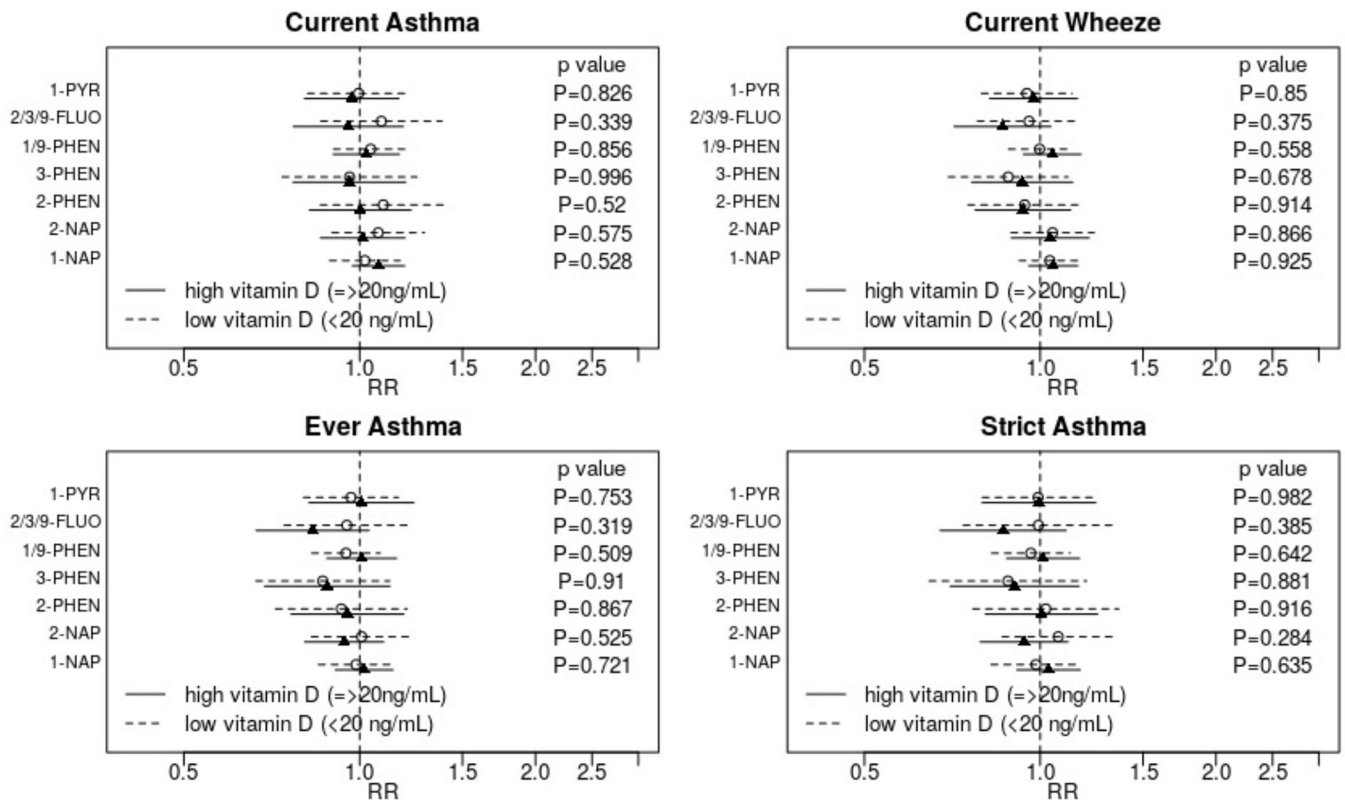 Current Asthma
p value
1-PYR P=0.826
2/3/9-FLUO P=0.339
1/9-PHEN P=0.856
3-PHEN P=0.996
2-PHEN P=0.52
2-NAP P=0.575
1-NAP P=0.528
high vitamin D (=>20ng/mL)
low vitamin D (<20 ng/mL)
0.5 1.0 1.5 2.0 2.5
RR
Current Wheeze
p value
1-PYR P=0.85
2/3/9-FLUO P=0.375
1/9-PHEN P=0.558
3-PHEN P=0.678
2-PHEN P=0.914
2-NAP P=0.866
1-NAP P=0.925
high vitamin D (=>20ng/mL)
low vitamin D (<20 ng/mL)
0.5 1.0 1.5 2.0 2.5
RR
Ever Asthma
p value
1-PYR P=0.753
2/3/9-FLUO P=0.319
1/9-PHEN P=0.509
3-PHEN P=0.91
2-PHEN P=0.867
2-NAP P=0.525
1-NAP P=0.721
high vitamin D (=>20ng/mL)
low vitamin D (<20 ng/mL)
0.5 1.0 1.5 2.0 2.5
RR
Strict Asthma
p value
1-PYR P=0.982
2/3/9-FLUO P=0.385
1/9-PHEN P=0.642
3-PHEN P=0.881
2-PHEN P=0.916
2-NAP P=0.284
1-NAP P=0.635
high vitamin D (=>20ng/mL)
low vitamin D (<20 ng/mL)
0.5 1.0 1.5 2.0 2.5
RR